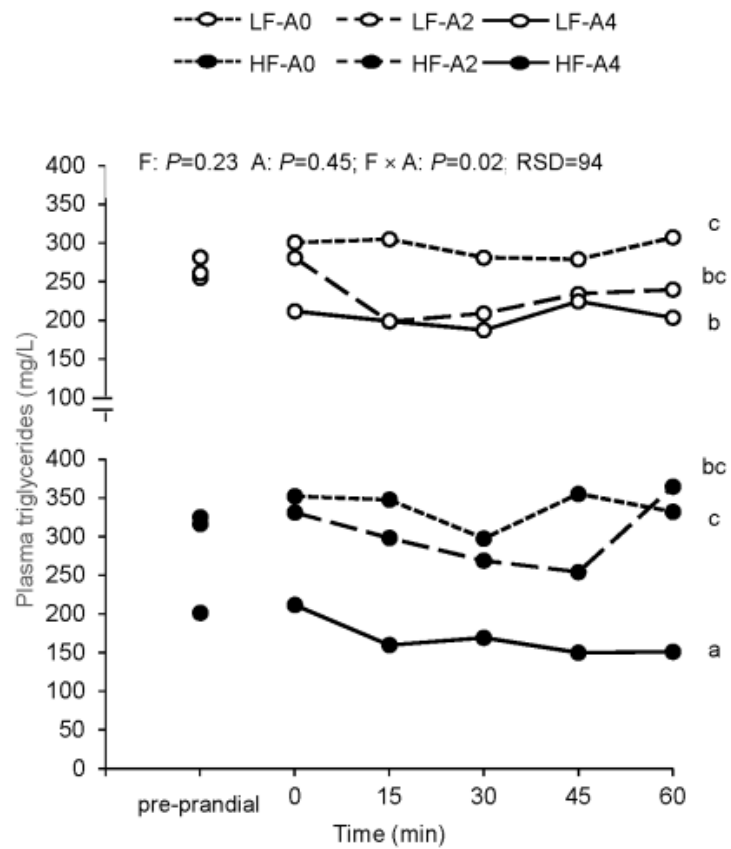 LF-A0 LF-A2 LF-A4
HF-A0 HF-A2 HF-A4
F: P=0.23 A: P=0.45; F × A: P=0.02; RSD=94
400
350
300
250
200
150
100
c
bc
b
400
350
300
250
200
150
100
50
0
bc
c
a
Plasma triglycerides (mg/L)
pre-prandial 0 15 30 45 60
Time (min)